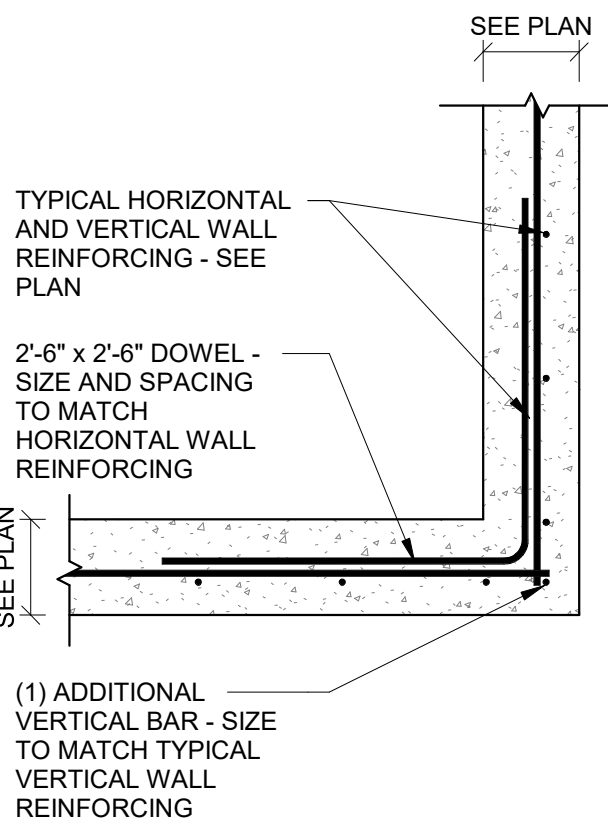 SEE PLAN
TYPICAL HORIZONTAL
AND VERTICAL WALL
REINFORCING - SEE
PLAN
2'-6" x 2'-6" DOWEL -
SIZE AND SPACING
TO MATCH
HORIZONTAL WALL
REINFORCING
SEE PLAN
(1) ADDITIONAL
VERTICAL BAR - SIZE
TO MATCH TYPICAL
VERTICAL WALL
REINFORCING